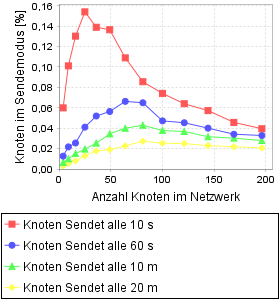 0,16
0,14
0,12
0,10
0,08
0,06
0,04
0,02
0,00
Knoten im Sendemodus [%]
0 50 100 150 200
Anzahl Knoten im Netzwerk
Knoten Sendet alle 10 s
Knoten Sendet alle 60 s
Knoten Sendet alle 10 m
Knoten Sendet alle 20 m